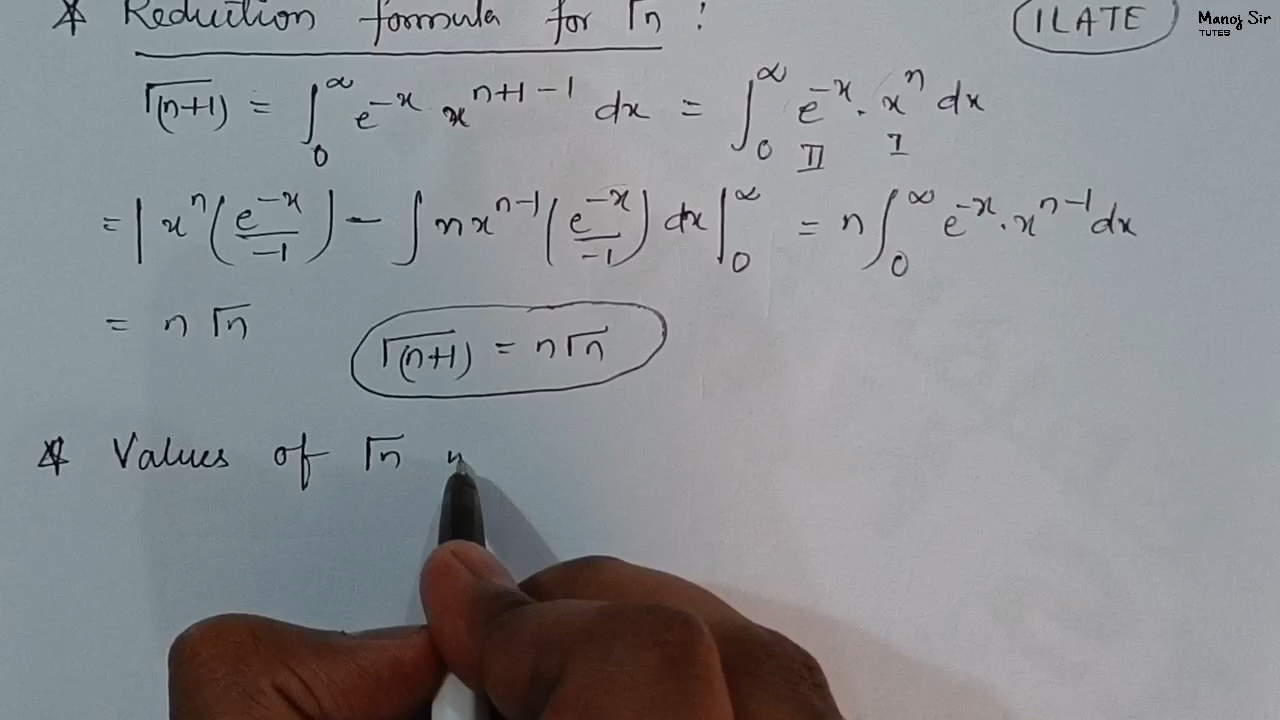 * Reduction formula for Γn :
ILATE
Manoj Sir
TUTES
Γ(n+1) = ∫₀^∞ e^{-x} . x^{n+1-1} dx = ∫₀^∞ e^{-x} . x^n dx
II I
= | x^n (e^{-x}/-1) - ∫ n x^{n-1} (e^{-x}/-1) dx |₀^∞ = n ∫₀^∞ e^{-x} . x^{n-1} dx
= n Γn
Γ(n+1) = n Γn
* Values of Γn